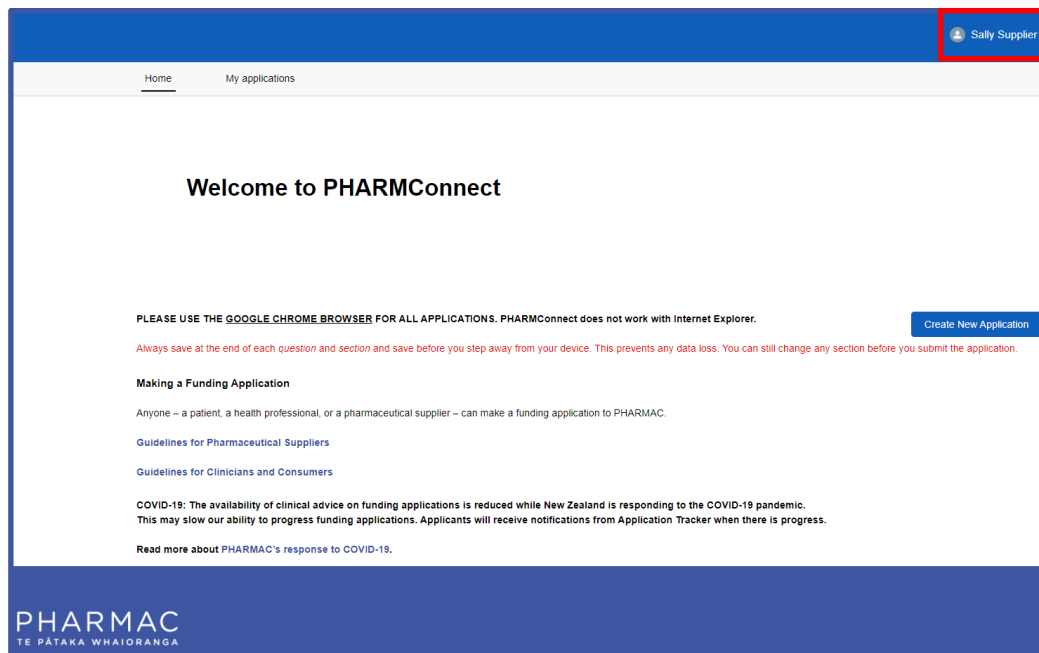 Sally Supplier
Home My applications
Welcome to PHARMConnect
PLEASE USE THE GOOGLE CHROME BROWSER FOR ALL APPLICATIONS. PHARMConnect does not work with Internet Explorer.
Create New Application
Always save at the end of each question and section and save before you step away from your device. This prevents any data loss. You can still change any section before you submit the application.
Making a Funding Application
Anyone – a patient, a health professional, or a pharmaceutical supplier – can make a funding application to PHARMAC.
Guidelines for Pharmaceutical Suppliers
Guidelines for Clinicians and Consumers
COVID-19: The availability of clinical advice on funding applications is reduced while New Zealand is responding to the COVID-19 pandemic.
This may slow our ability to progress funding applications. Applicants will receive notifications from Application Tracker when there is progress.
Read more about PHARMAC's response to COVID-19.
PHARMAC
TE PĀTAKA WHAIORANGA